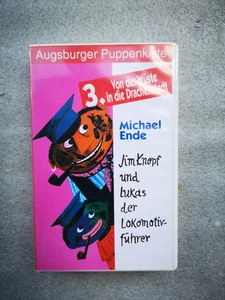 Augsburger Puppenkiste
3. Von der Wüste
in die Drachenstadt
Michael
Ende
Jim Knopf
und
Lukas
der
Lokomotiv-
führer